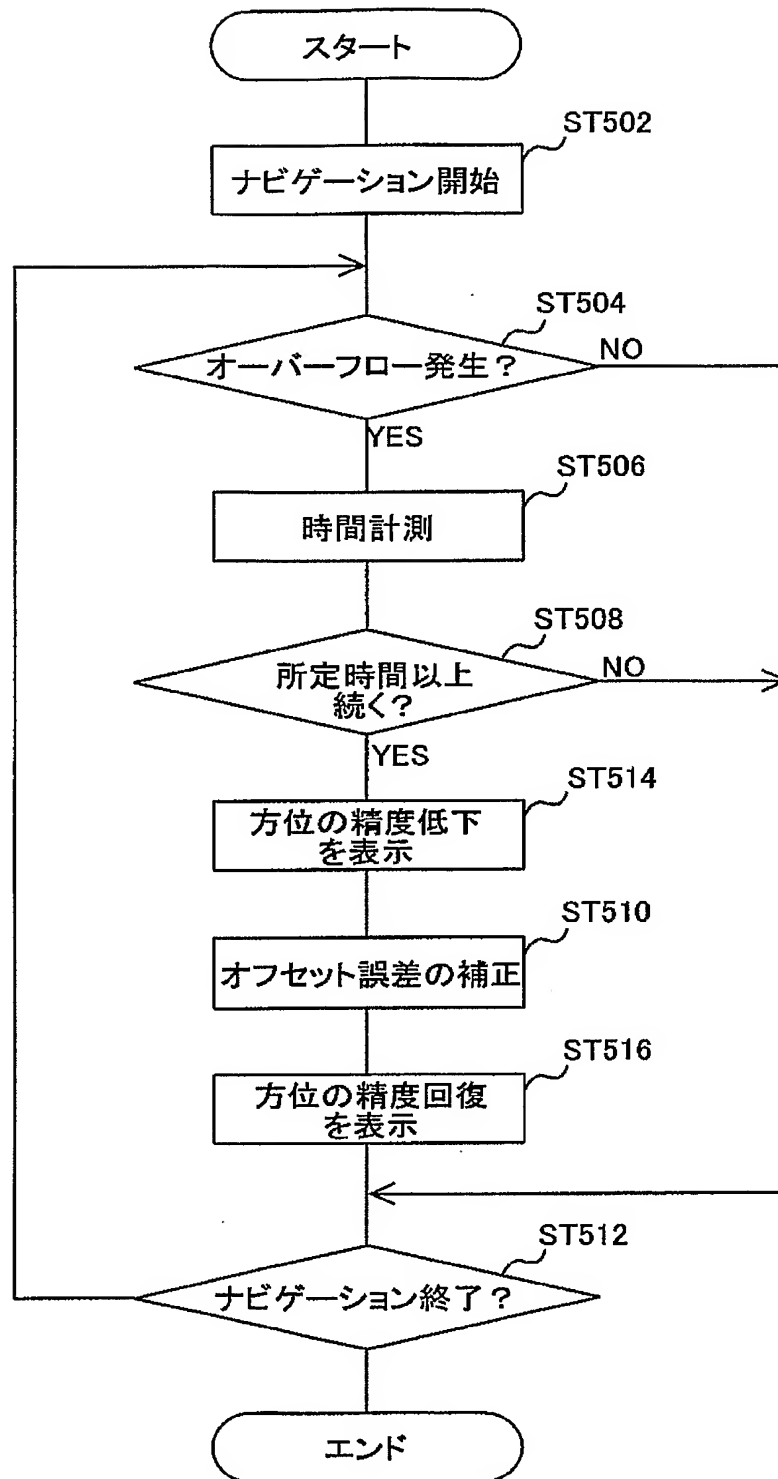 スタート
ST502
ナビゲーション開始
ST504
オーバーフロー発生?
NO
YES
ST506
時間計測
ST508
所定時間以上
続く?
NO
YES
ST514
方位の精度低下
を表示
ST510
オフセット誤差の補正
ST516
方位の精度回復
を表示
ST512
ナビゲーション終了?
エンド